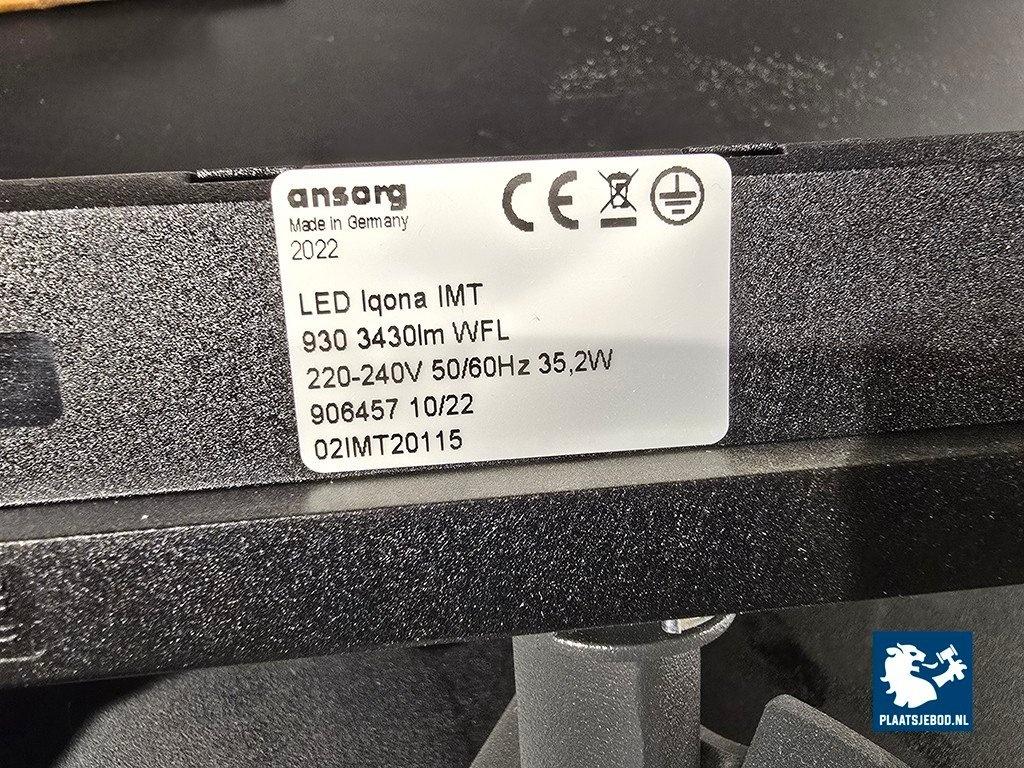 ansorg
Made in Germany
2022
LED Iqona IMT
930 3430lm WFL
220-240V 50/60Hz 35,2W
906457 10/22
02IMT20115
PLAATSJEBOD.NL